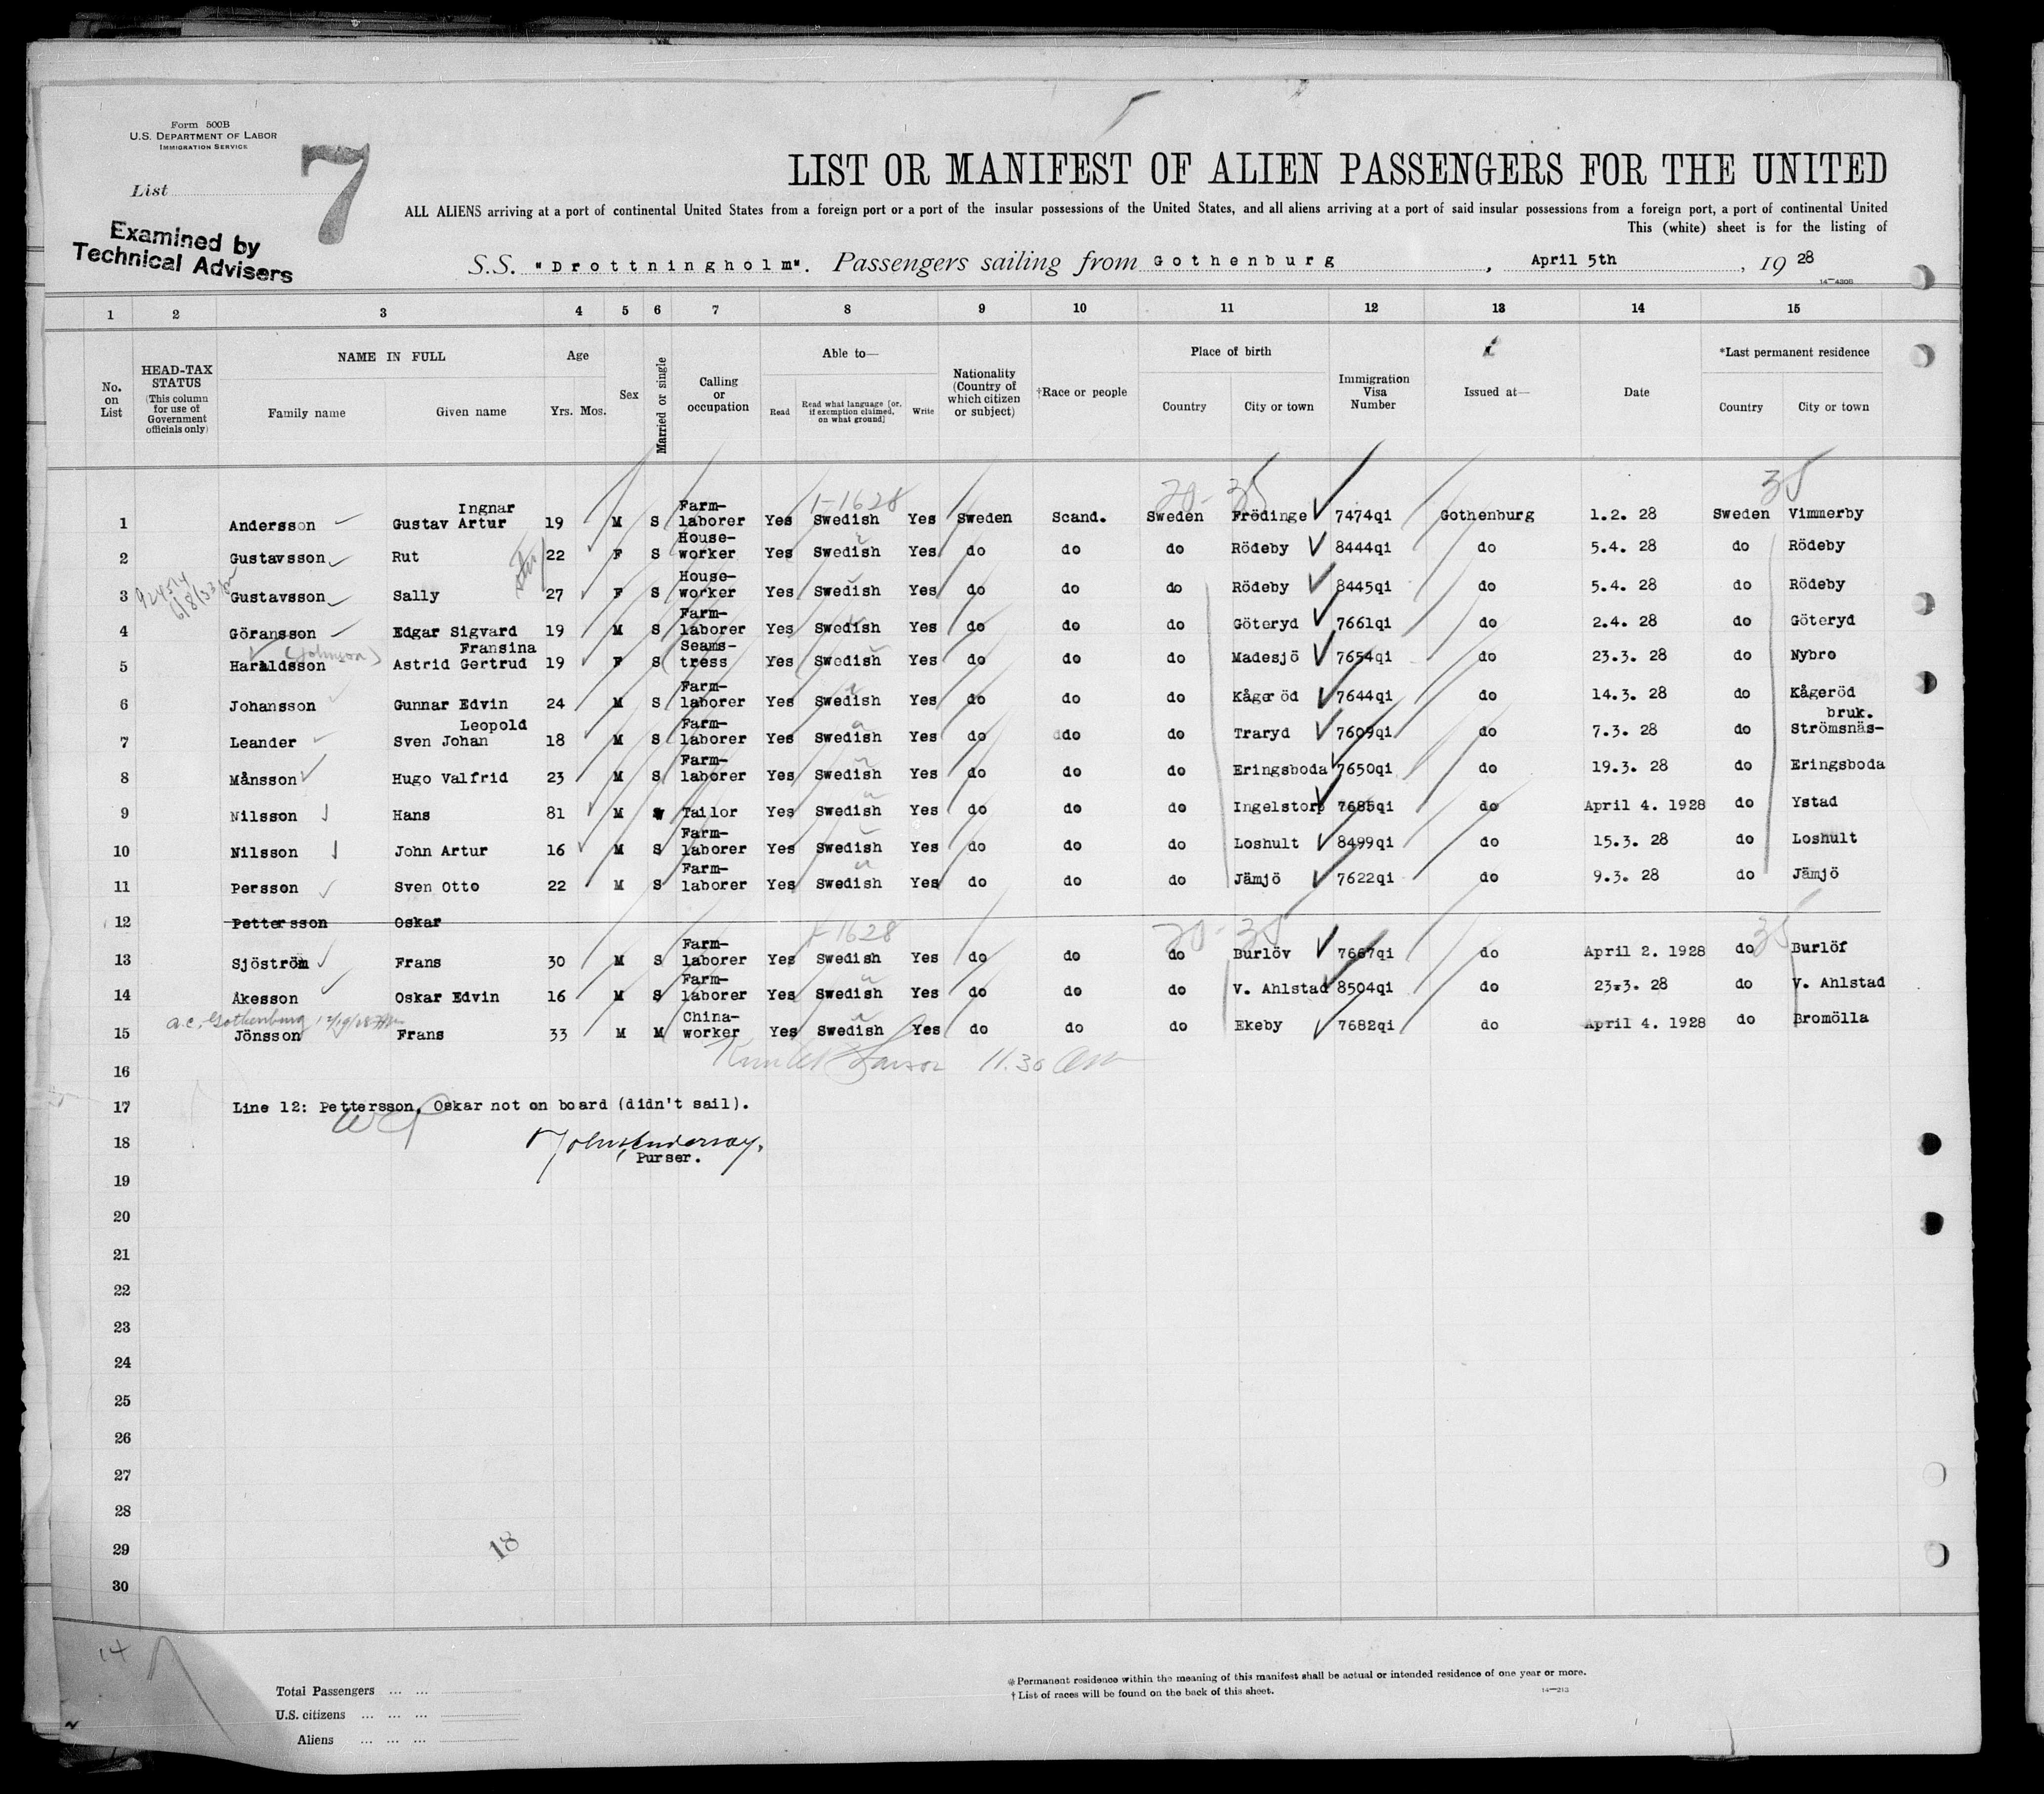 Form 500B
U.S. DEPARTMENT OF LABOR
IMMIGRATION SERVICE
List
7
Examined by
Technical Advisers
LIST OR MANIFEST OF ALIEN PASSENGERS FOR THE UNITED
ALL ALIENS arriving at a port of continental United States from a foreign port or a port of the insular possessions of the United States, and all aliens arriving at a port of said insular possessions from a foreign port, a port of continental United
This (white) sheet is for the listing of
S.S. "Drottningholm". Passengers sailing from Gothenburg, April 5th, 19 28
14—430B
1 2 3 4 5 6 7 8 9 10 11 12 13 14 15
No. on List
HEAD-TAX STATUS (This column for use of Government officials only)
NAME IN FULL Family name Given name
Age Yrs. Mos.
Sex
Married or single
Calling or occupation
Able to— Read Read what language [or, if exemption claimed, on what ground] Write
Nationality (Country of which citizen or subject)
†Race or people
Place of birth Country City or town
Immigration Visa Number
Issued at—
Date
*Last permanent residence Country City or town
1-1628 20- 35 35
1 Andersson Ingnar Gustav Artur 19 M S Farm-laborer Yes Swedish Yes Sweden Scand. Sweden Frödinge 7474qi Gothenburg 1.2. 28 Sweden Vimmerby
2 Gustavsson Rut 22 F S House-worker Yes Swedish Yes do do do Rödeby 8444qi do 5.4. 28 do Rödeby
3 Gustavsson Sally 27 F S House-worker Yes Swedish Yes do do do Rödeby 8445qi do 5.4. 28 do Rödeby
4 Göransson Edgar Sigvard 19 M S Farm-laborer Yes Swedish Yes do do do Göteryd 7661qi do 2.4. 28 do Göteryd
(Johnson)
5 Haraldsson Fransina Astrid Gertrud 19 F S Seams-tress Yes Swedish Yes do do do Madesjö 7654qi do 23.3. 28 do Nybro
6 Johansson Gunnar Edvin 24 M S Farm-laborer Yes Swedish Yes do do do Kågeröd 7644qi do 14.3. 28 do Kågeröd
7 Leander Leopold Sven Johan 18 M S Farm-laborer Yes Swedish Yes do do do Traryd 7609qi do 7.3. 28 do Strömsnäs-bruk.
8 Månsson Hugo Valfrid 23 M S Farm-laborer Yes Swedish Yes do do do Eringsboda 7650qi do 19.3. 28 do Eringsboda
9 Nilsson Hans 81 M W Tailor Yes Swedish Yes do do do Ingelstorp 7685qi do April 4. 1928 do Ystad
10 Nilsson John Artur 16 M S Farm-laborer Yes Swedish Yes do do do Loshult 8499qi do 15.3. 28 do Loshult
11 Persson Sven Otto 22 M S Farm-laborer Yes Swedish Yes do do do Jämjö 7622qi do 9.3. 28 do Jämjö
12 Pettersson Oskar
1-1628 20- 35 35
13 Sjöström Frans 30 M S Farm-laborer Yes Swedish Yes do do do Burlöv 7667qi do April 2. 1928 do Burlöf
14 Åkesson Oskar Edvin 16 M S Farm-laborer Yes Swedish Yes do do do V. Ahlstad 8504qi do 23.3. 28 do V. Ahlstad
a.c. Gothenburg
15 Jönsson Frans 33 M M China-worker Yes Swedish Yes do do do Ekeby 7682qi do April 4. 1928 do Bromölla
11.30 am
16
17 Line 12: Pettersson, Oskar not on board (didn't sail).
18
Purser.
19
20
21
22
23
24
25
26
27
28
29
18
30
14
Total Passengers
U.S. citizens
Aliens
*Permanent residence within the meaning of this manifest shall be actual or intended residence of one year or more.
†List of races will be found on the back of this sheet.
14—213